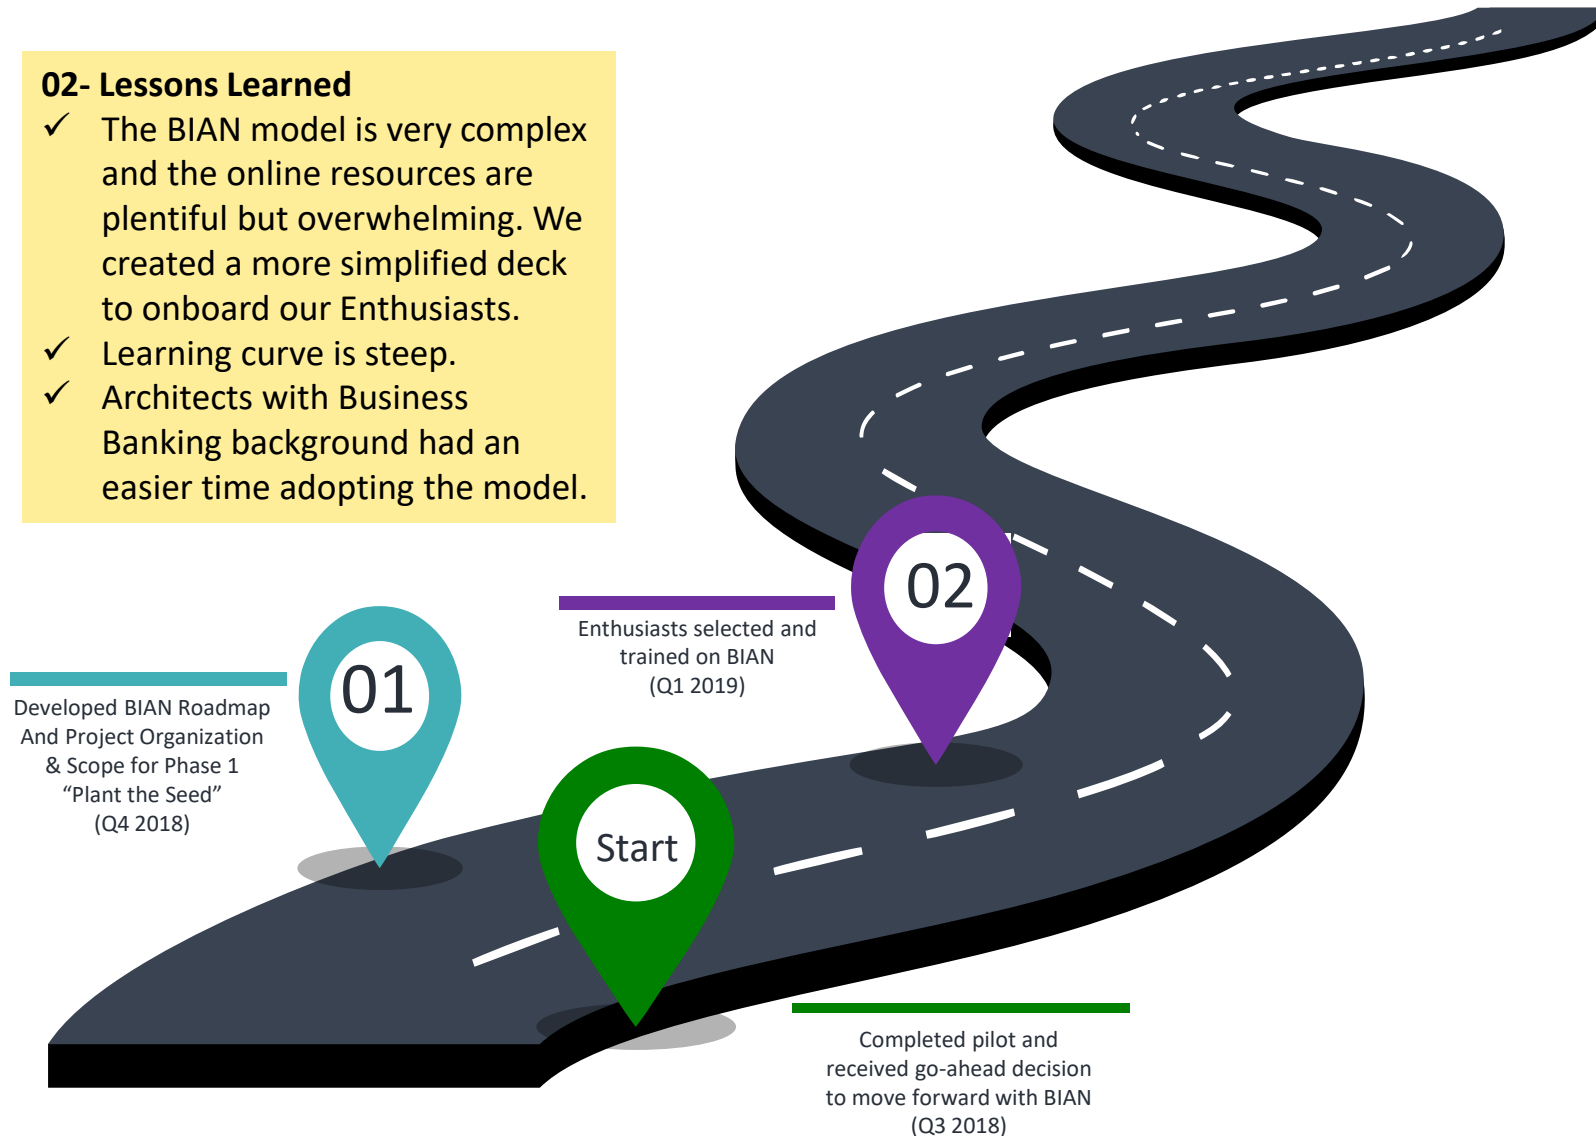 02- Lessons Learned
✓ The BIAN model is very complex
and the online resources are
plentiful but overwhelming. We
created a more simplified deck
to onboard our Enthusiasts.
✓ Learning curve is steep.
✓ Architects with Business
Banking background had an
easier time adopting the model.
01
Developed BIAN Roadmap
And Project Organization
& Scope for Phase 1
“Plant the Seed”
(Q4 2018)
02
Enthusiasts selected and
trained on BIAN
(Q1 2019)
Start
Completed pilot and
received go-ahead decision
to move forward with BIAN
(Q3 2018)